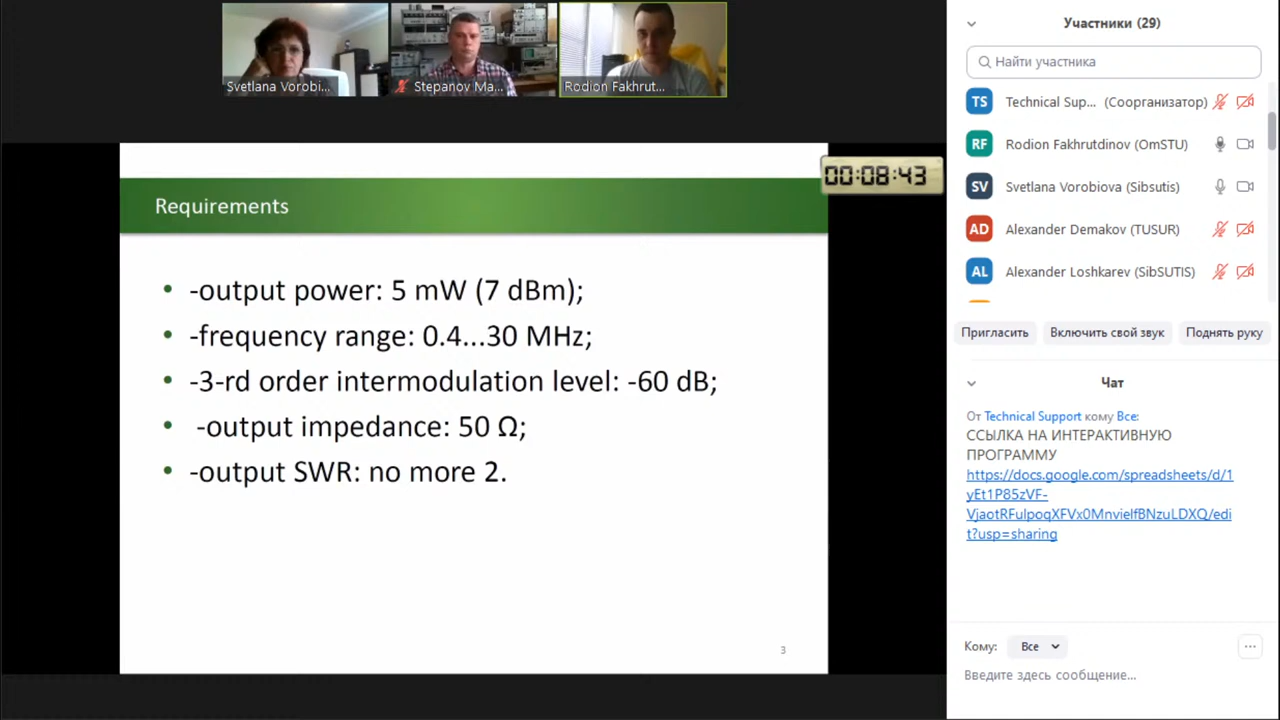 Svetlana Vorobi...
Stepanov Ma...
Rodion Fakhrut...
00:08:43
Requirements
• -output power: 5 mW (7 dBm);
• -frequency range: 0.4...30 MHz;
• -3-rd order intermodulation level: -60 dB;
• -output impedance: 50 Ω;
• -output SWR: no more 2.
3
Участники (29)
Найти участника
TS Technical Sup... (Соорганизатор)
RF Rodion Fakhrutdinov (OmSTU)
SV Svetlana Vorobiova (Sibsutis)
AD Alexander Demakov (TUSUR)
AL Alexander Loshkarev (SibSUTIS)
Пригласить Включить свой звук Поднять руку
Чат
От Technical Support кому Все:
ССЫЛКА НА ИНТЕРАКТИВНУЮ
ПРОГРАММУ
https://docs.google.com/spreadsheets/d/1
yEt1P85zVF-
VjaotRFulpoqXFVx0MnvielfBNzuLDXQ/edi
t?usp=sharing
Кому: Все
Введите здесь сообщение...